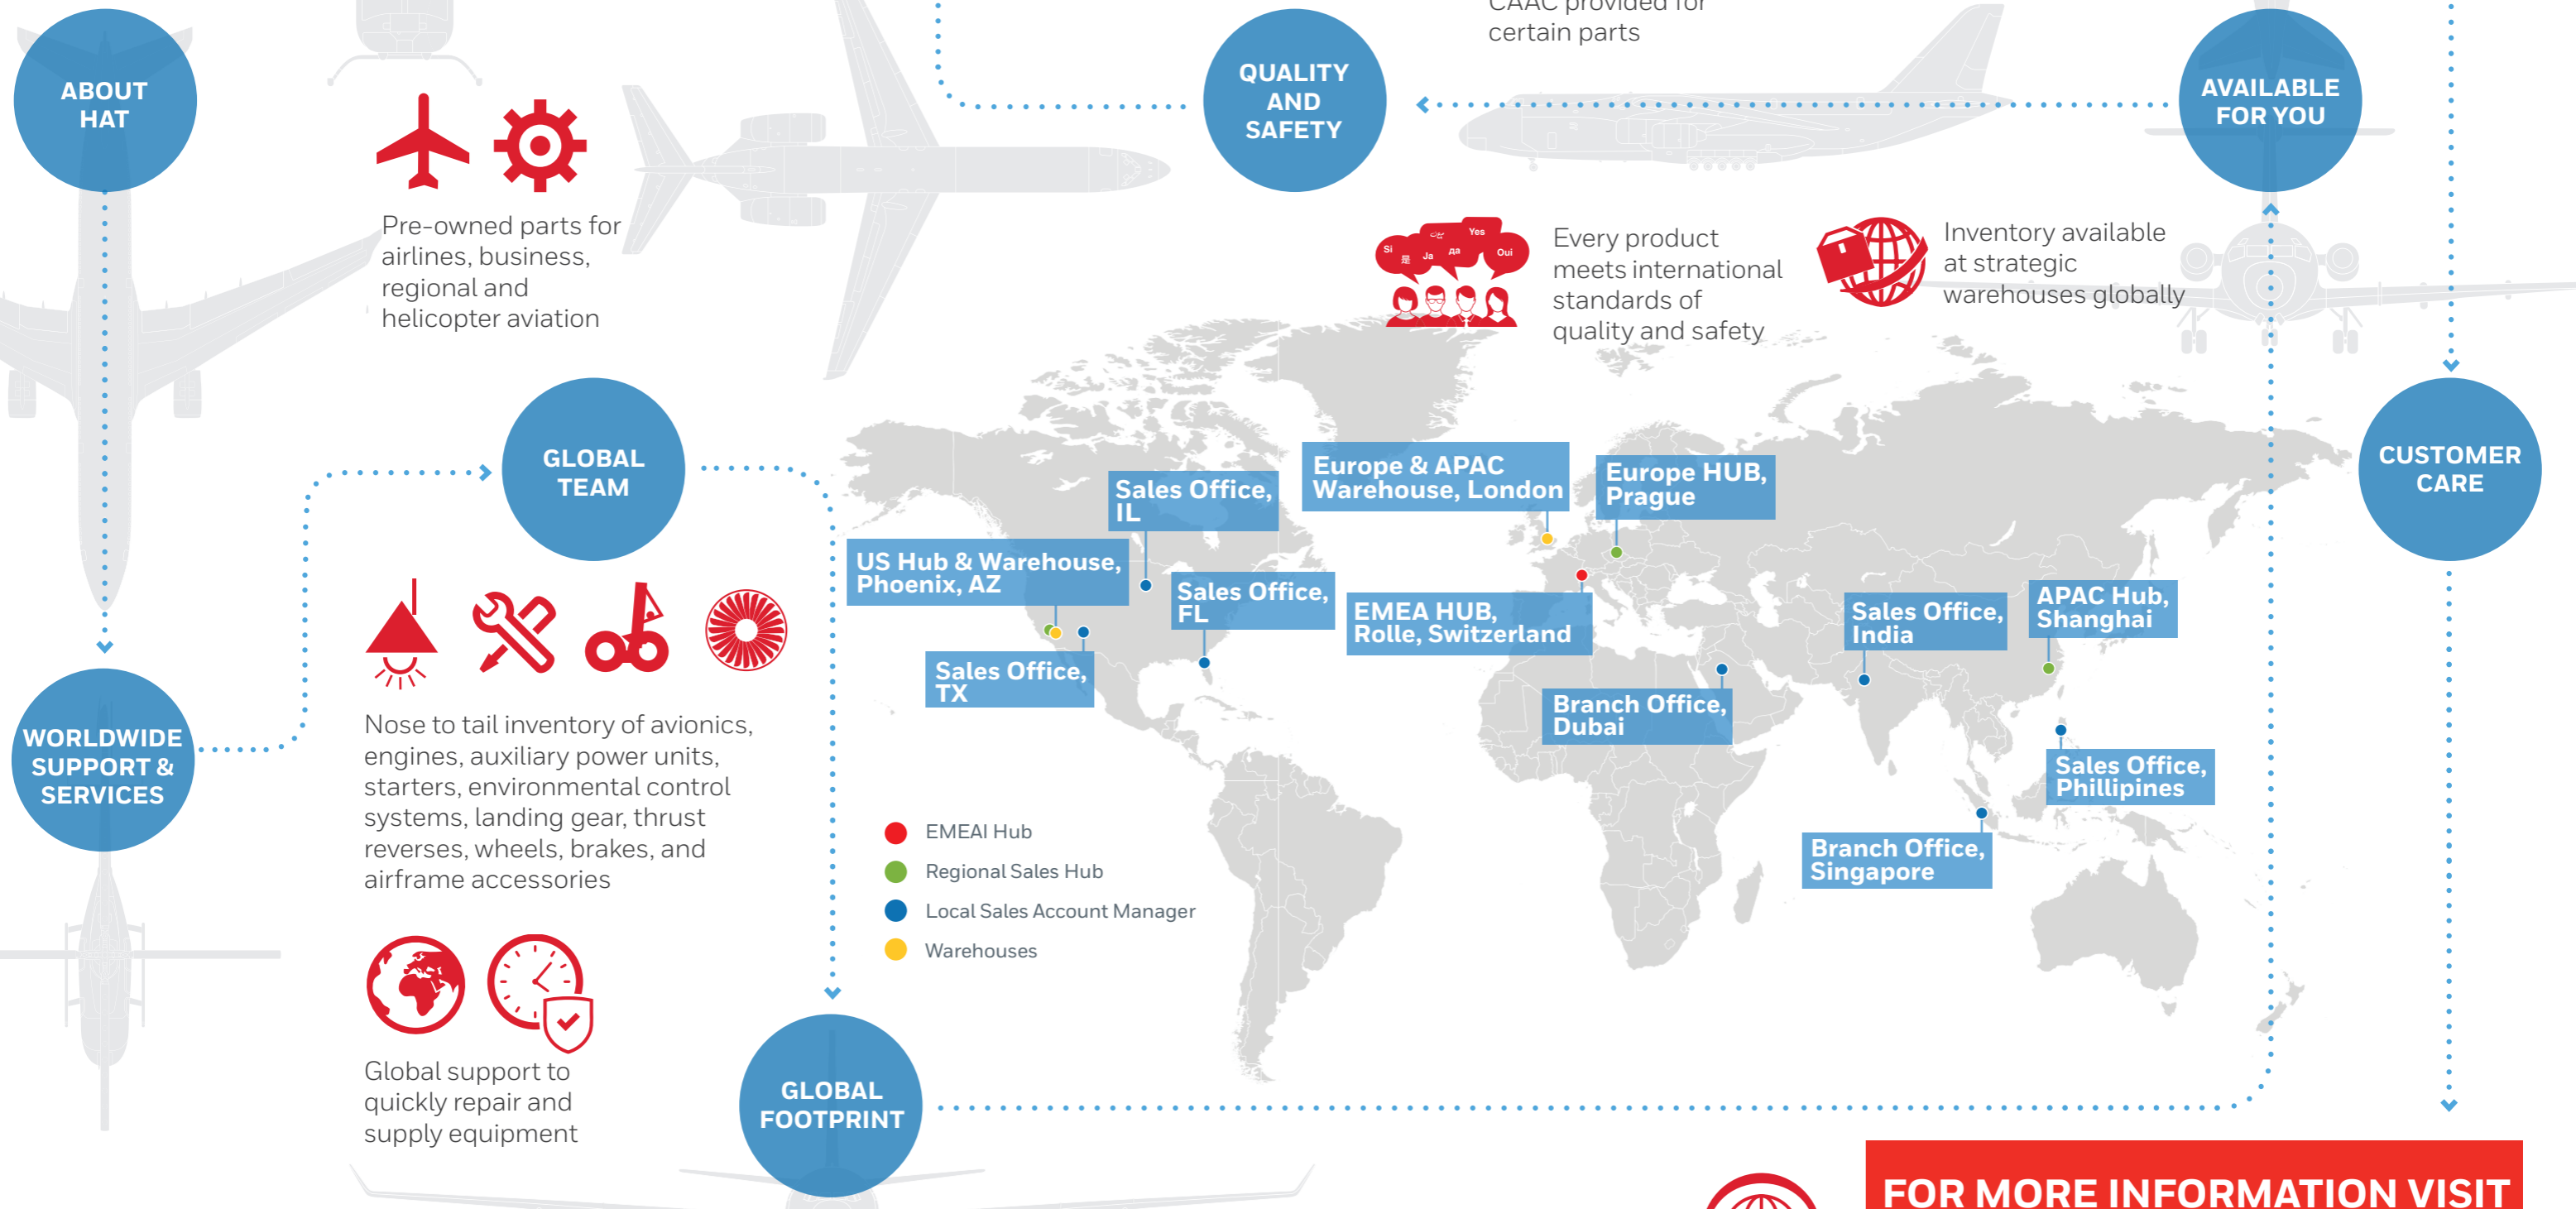 CAAC provided for
certain parts
ABOUT
HAT
QUALITY
AND
SAFETY
AVAILABLE
FOR YOU
Pre-owned parts for
airlines, business,
regional and
helicopter aviation
Si
是
Ja
да
Yes
Oui
Every product
meets international
standards of
quality and safety
Inventory available
at strategic
warehouses globally
GLOBAL
TEAM
CUSTOMER
CARE
Europe & APAC
Warehouse, London
Europe HUB,
Prague
Sales Office,
IL
US Hub & Warehouse,
Phoenix, AZ
Sales Office,
FL
EMEA HUB,
Rolle, Switzerland
Sales Office,
India
APAC Hub,
Shanghai
Sales Office,
TX
Branch Office,
Dubai
Sales Office,
Phillipines
Branch Office,
Singapore
WORLDWIDE
SUPPORT &
SERVICES
Nose to tail inventory of avionics,
engines, auxiliary power units,
starters, environmental control
systems, landing gear, thrust
reverses, wheels, brakes, and
airframe accessories
EMEAI Hub
Regional Sales Hub
Local Sales Account Manager
Warehouses
Global support to
quickly repair and
supply equipment
GLOBAL
FOOTPRINT
FOR MORE INFORMATION VISIT